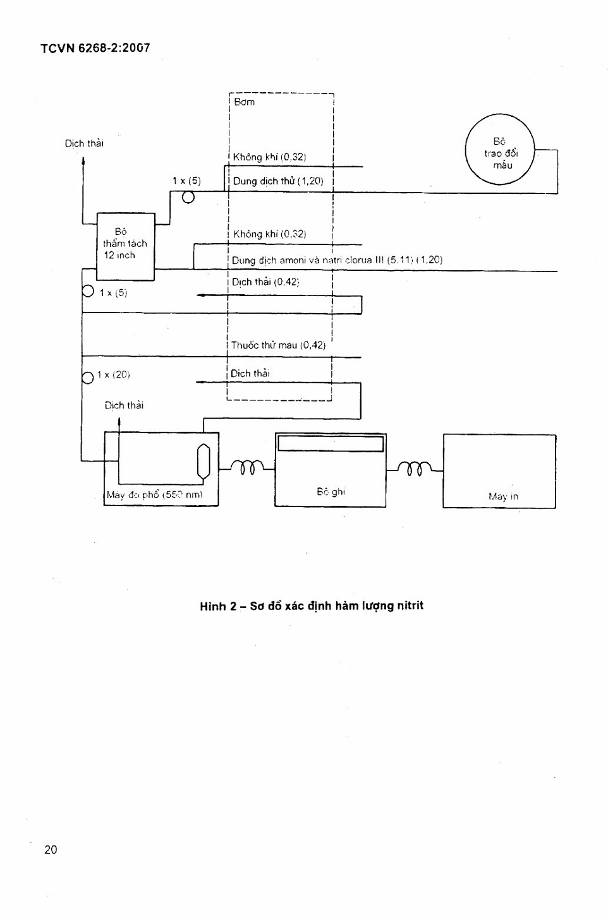 TCVN 6268-2:2007
Bơm
Dịch thải
Bộ
trao đổi
mẫu
Không khí (0,32)
1 x (5)
Dung dịch thử (1,20)
Bộ
thẩm tách
12 inch
Không khí (0,32)
Dung dịch amoni và natri clorua III (5.11) (1,20)
1 x (5)
Dịch thải (0,42)
Thuốc thử màu (0,42)
1 x (20)
Dịch thải
Dịch thải
Máy đo phổ (550 nm)
Bộ ghi
Máy in
Hình 2 – Sơ đồ xác định hàm lượng nitrit
20